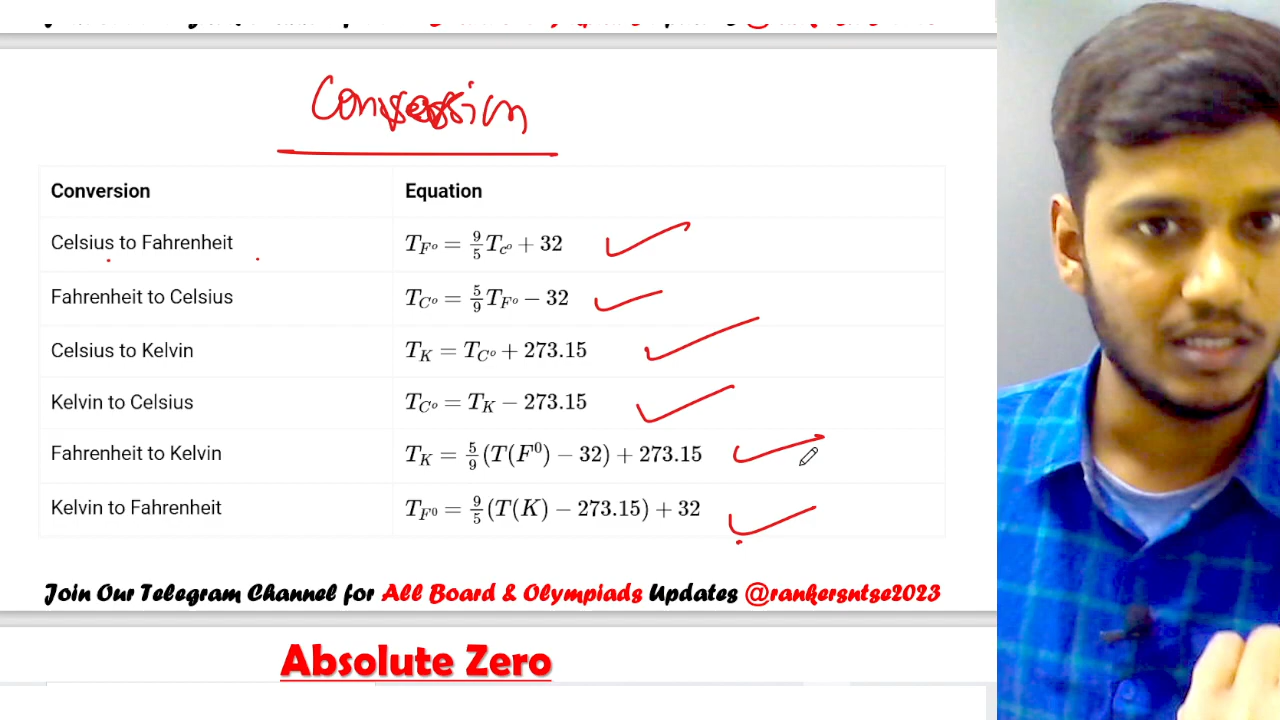 Conversion
Conversion Equation
Celsius to Fahrenheit T_{F°} = 9/5 T_{c°} + 32
Fahrenheit to Celsius T_{C°} = 5/9 T_{F°} − 32
Celsius to Kelvin T_K = T_{C°} + 273.15
Kelvin to Celsius T_{C°} = T_K − 273.15
Fahrenheit to Kelvin T_K = 5/9 (T(F⁰) − 32) + 273.15
Kelvin to Fahrenheit T_{F⁰} = 9/5 (T(K) − 273.15) + 32
Join Our Telegram Channel for All Board & Olympiads Updates @rankersntse2023
Absolute Zero